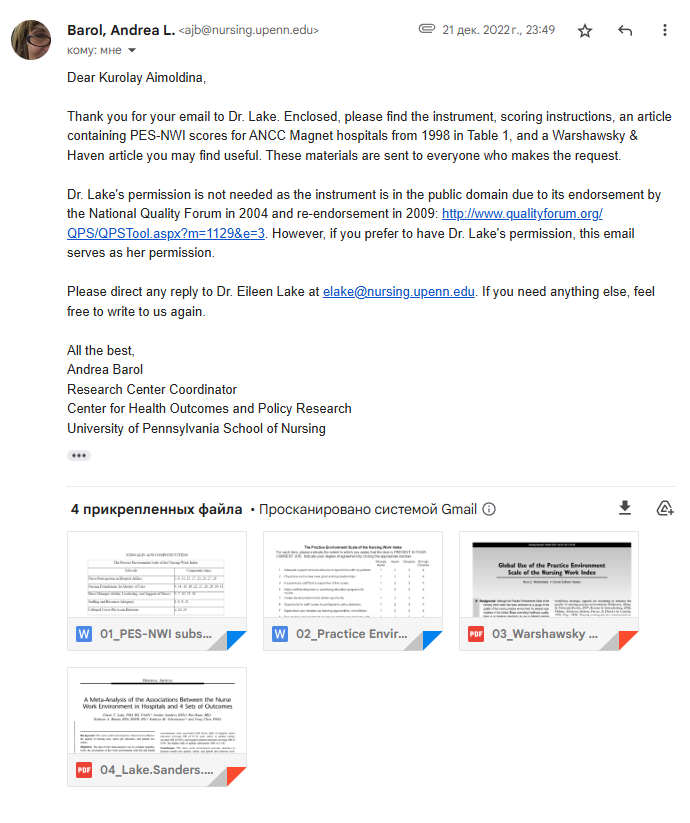 Barol, Andrea L. <ajb@nursing.upenn.edu>
21 дек. 2022 г., 23:49
кому: мне
Dear Kurolay Aimoldina,
Thank you for your email to Dr. Lake. Enclosed, please find the instrument, scoring instructions, an article
containing PES-NWI scores for ANCC Magnet hospitals from 1998 in Table 1, and a Warshawsky &
Haven article you may find useful. These materials are sent to everyone who makes the request.
Dr. Lake's permission is not needed as the instrument is in the public domain due to its endorsement by
the National Quality Forum in 2004 and re-endorsement in 2009: http://www.qualityforum.org/
QPS/QPSTool.aspx?m=1129&e=3. However, if you prefer to have Dr. Lake's permission, this email
serves as her permission.
Please direct any reply to Dr. Eileen Lake at elake@nursing.upenn.edu. If you need anything else, feel
free to write to us again.
All the best,
Andrea Barol
Research Center Coordinator
Center for Health Outcomes and Policy Research
University of Pennsylvania School of Nursing
4 прикрепленных файла • Просканировано системой Gmail
The Practice Environment Scale of the Nursing Work Index
Global Use of the Practice Environment
Scale of the Nursing Work Index
W 01_PES-NWI subs...
W 02_Practice Envir...
PDF 03_Warshawsky ...
A Meta-Analysis of the Associations Between the Nurse
Work Environment in Hospitals and 4 Sets of Outcomes
PDF 04_Lake.Sanders....